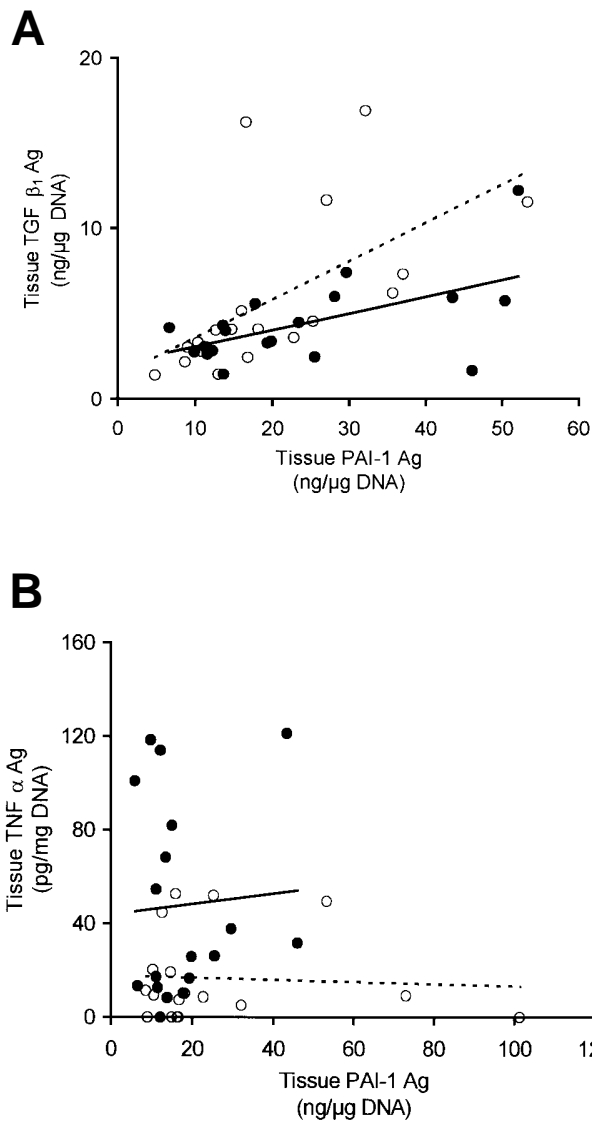 A
20
10
0
Tissue TGF β1 Ag
(ng/µg DNA)
0 10 20 30 40 50 60
Tissue PAI-1 Ag
(ng/µg DNA)
B
160
120
80
40
0
Tissue TNF α Ag
(pg/mg DNA)
0 20 40 60 80 100 12
Tissue PAI-1 Ag
(ng/µg DNA)